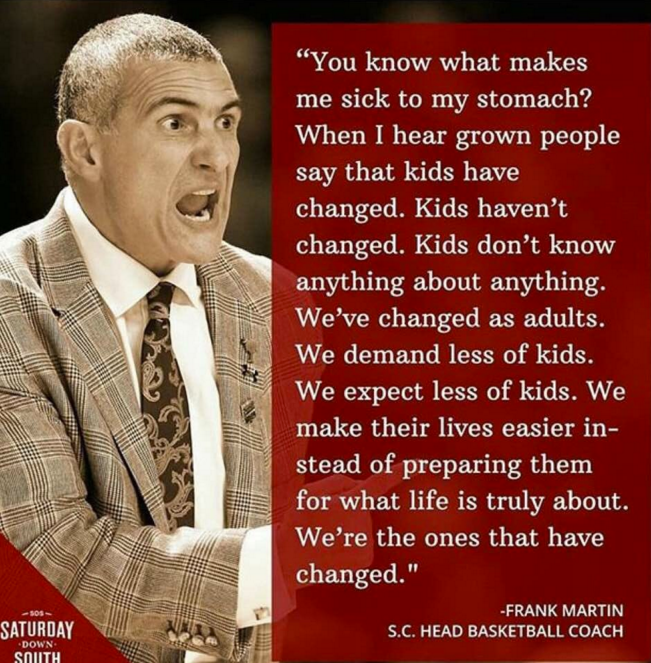 “You know what makes
me sick to my stomach?
When I hear grown people
say that kids have
changed. Kids haven’t
changed. Kids don’t know
anything about anything.
We’ve changed as adults.
We demand less of kids.
We expect less of kids. We
make their lives easier in-
stead of preparing them
for what life is truly about.
We’re the ones that have
changed."
-FRANK MARTIN
S.C. HEAD BASKETBALL COACH
SDS
SATURDAY
·DOWN·
SOUTH